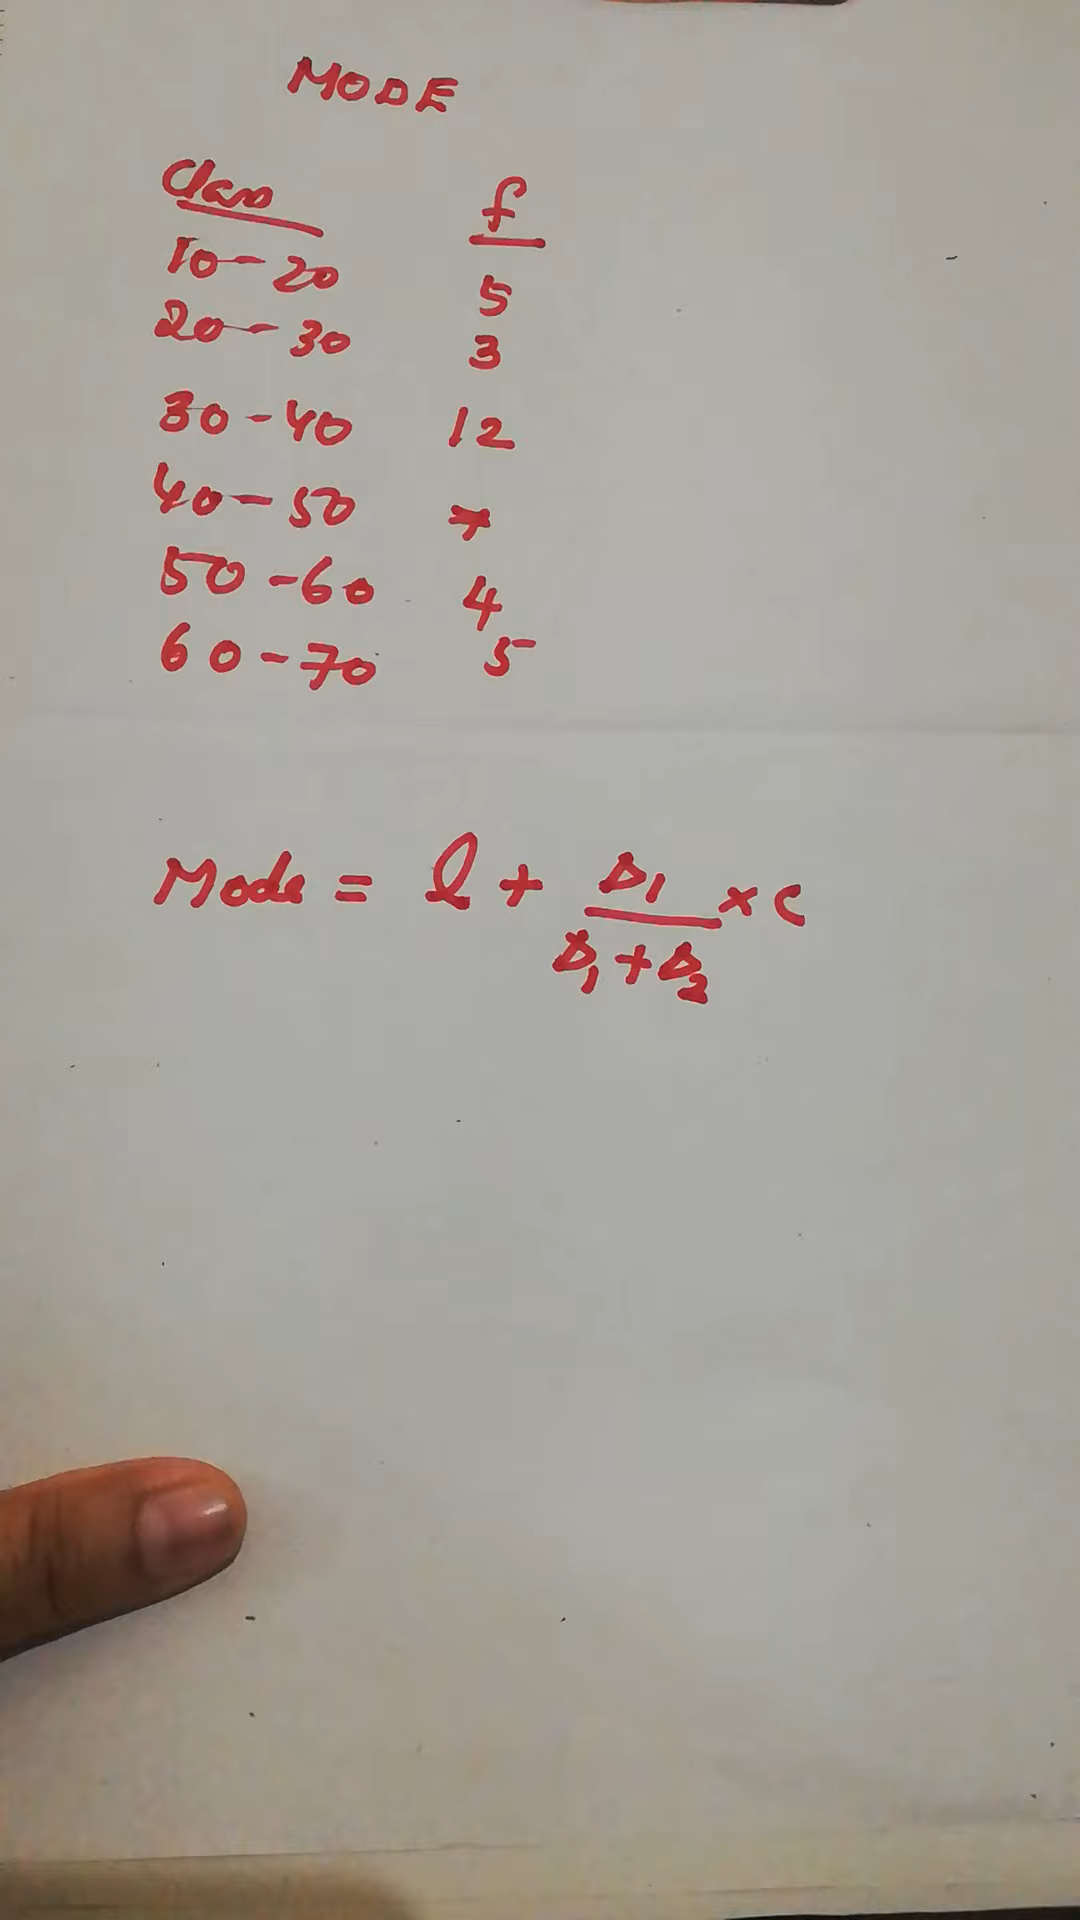 MODE
Class f
10-20 5
20-30 3
30-40 12
40-50 7
50-60 4
60-70 5
Mode = l + Δ1 / Δ1+Δ2 × c